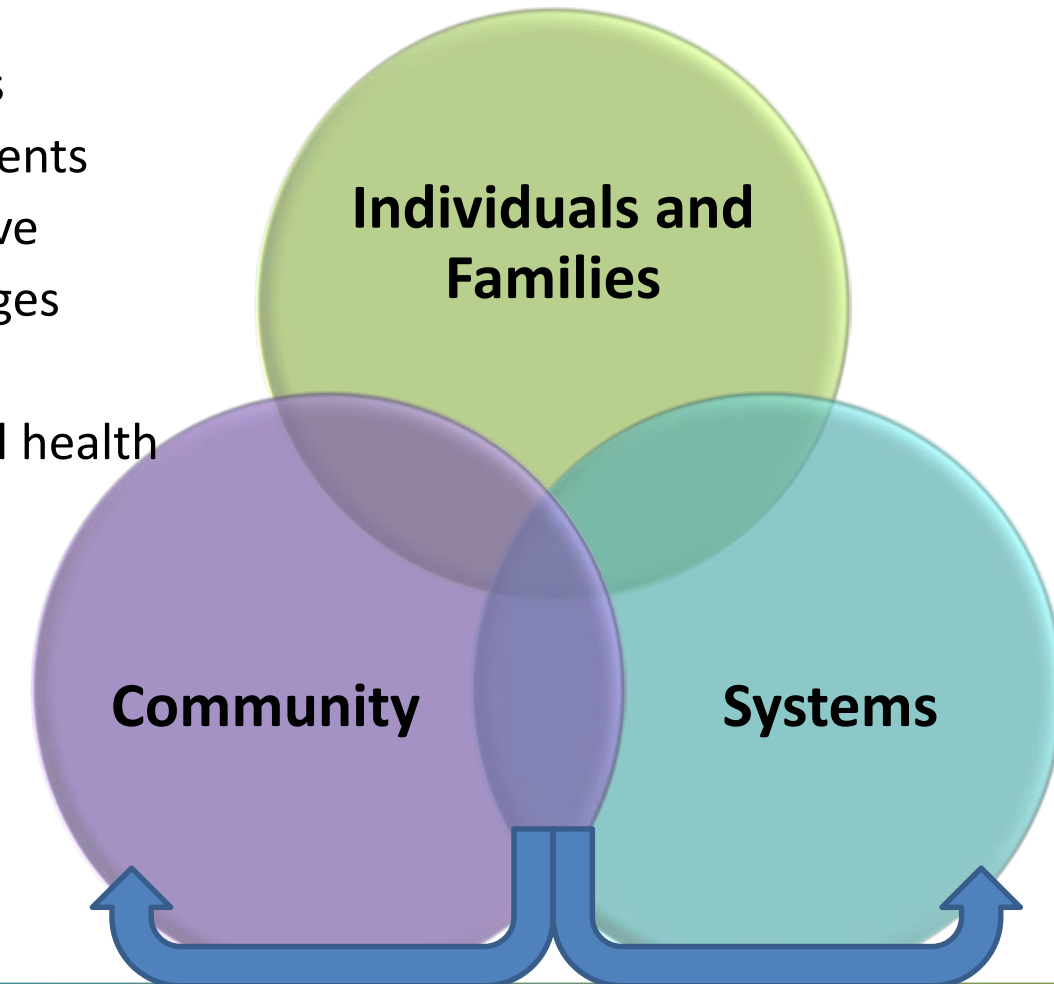 s
ents
ve
ges
l health
Individuals and
Families
Community
Systems